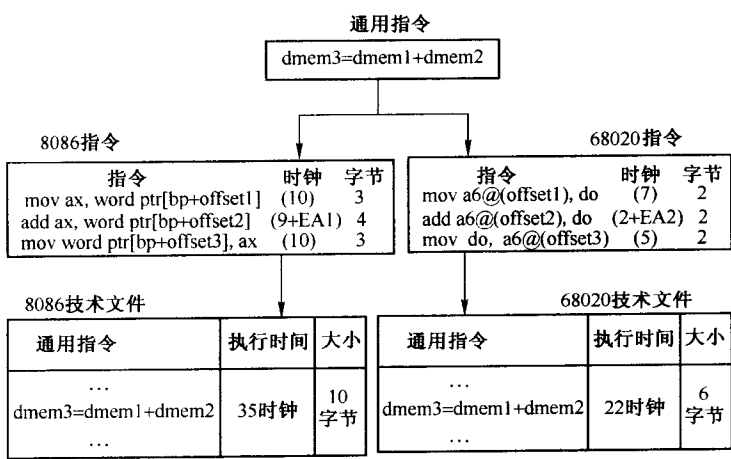 通用指令
dmem3=dmem1+dmem2
8086指令
指令 时钟 字节
mov ax, word ptr[bp+offset1] (10) 3
add ax, word ptr[bp+offset2] (9+EA1) 4
mov word ptr[bp+offset3], ax (10) 3
68020指令
指令 时钟 字节
mov a6@(offset1), do (7) 2
add a6@(offset2), do (2+EA2) 2
mov do, a6@(offset3) (5) 2
8086技术文件
通用指令 执行时间 大小
…
dmem3=dmem1+dmem2 35时钟 10字节
…
68020技术文件
通用指令 执行时间 大小
…
dmem3=dmem1+dmem2 22时钟 6字节
…